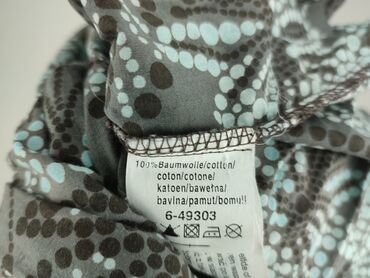 100%Baumwolle/cotton/
coton/cotone/
katoen/bawełna/
bavlna/pamut/bomu!!
6-49303